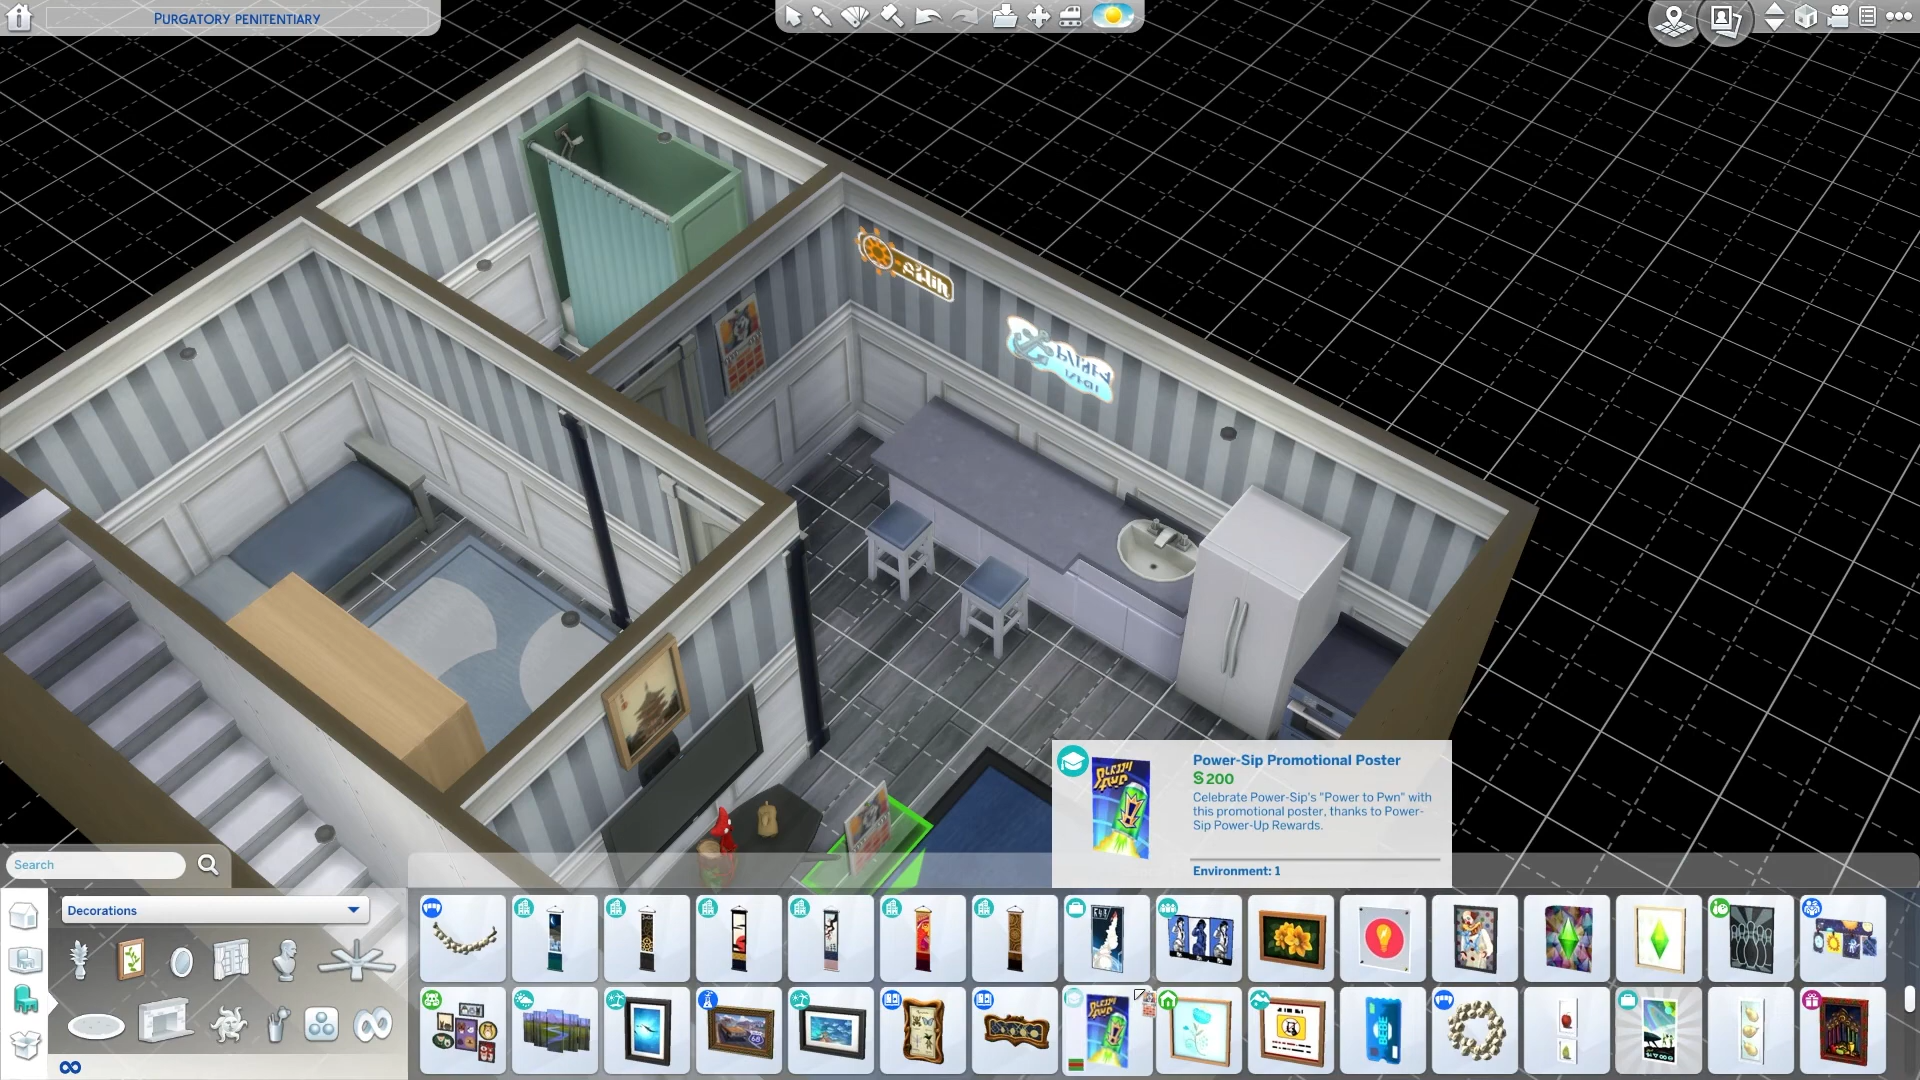 Purgatory penitentiary
Power-Sip Promotional Poster
§200
Celebrate Power-Sip's "Power to Pwn" with
this promotional poster, thanks to Power-
Sip Power-Up Rewards.
Environment: 1
Search
Decorations